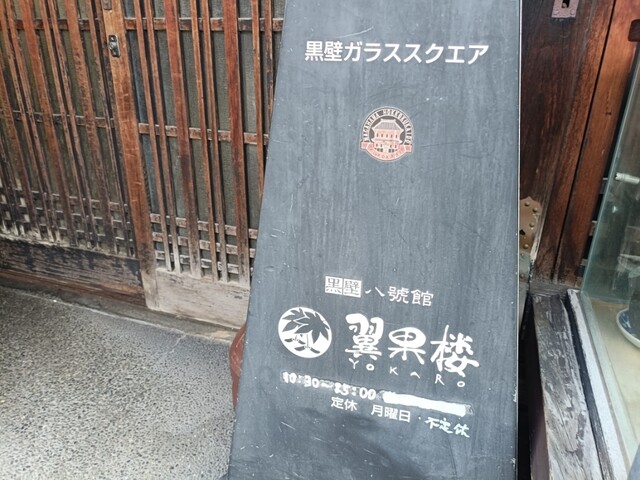 黒壁ガラススクエア
黒壁 八號館
翼果楼
YOKARO
10:30~15:00
定休 月曜日・不定休